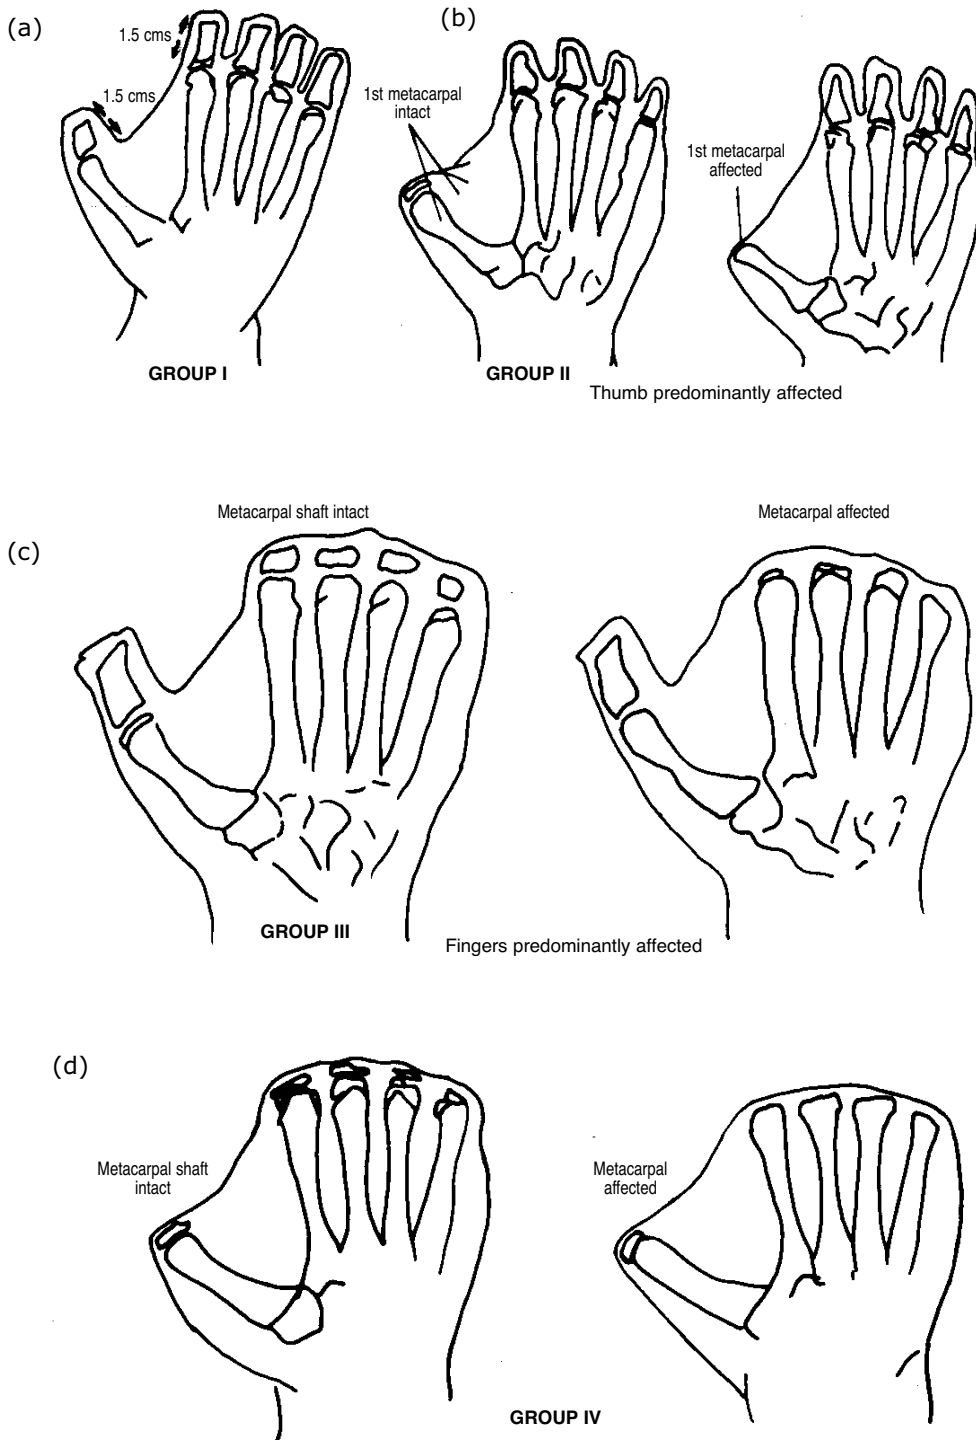 (a)
1.5 cms
1.5 cms
GROUP I
(b)
1st metacarpal
intact
1st metacarpal
affected
GROUP II
Thumb predominantly affected
(c)
Metacarpal shaft intact
Metacarpal affected
GROUP III
Fingers predominantly affected
(d)
Metacarpal shaft
intact
Metacarpal
affected
GROUP IV